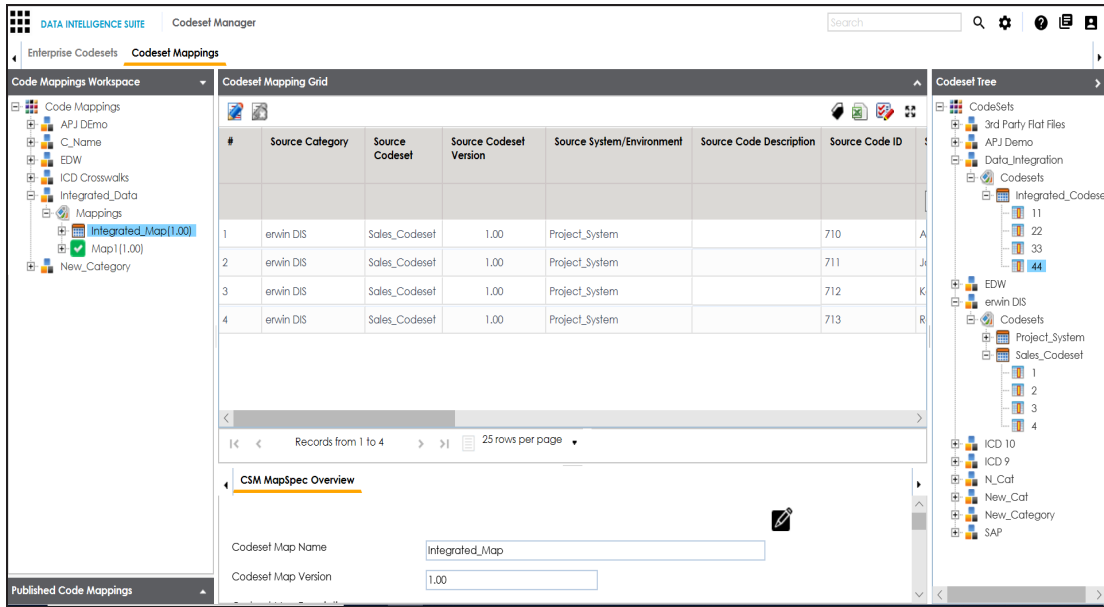 DATA INTELLIGENCE SUITE
Codeset Manager
Search
Enterprise Codesets
Codeset Mappings
Code Mappings Workspace
Code Mappings
APJ DEmo
C_Name
EDW
ICD Crosswalks
Integrated_Data
Mappings
Integrated_Map(1.00)
Map1(1.00)
New_Category
Published Code Mappings
Codeset Mapping Grid
# Source Category Source Codeset Source Codeset Version Source System/Environment Source Code Description Source Code ID
1 erwin DIS Sales_Codeset 1.00 Project_System 710 A
2 erwin DIS Sales_Codeset 1.00 Project_System 711
3 erwin DIS Sales_Codeset 1.00 Project_System 712 K
4 erwin DIS Sales_Codeset 1.00 Project_System 713 R
Records from 1 to 4
25 rows per page
CSM MapSpec Overview
Codeset Map Name
Integrated_Map
Codeset Map Version
1.00
Codeset Tree
CodeSets
3rd Party Flat Files
APJ Demo
Data_Integration
Codesets
Integrated_Codese
11
22
33
44
EDW
erwin DIS
Codesets
Project_System
Sales_Codeset
1
2
3
4
ICD 10
ICD 9
N_Cat
New_Cat
New_Category
SAP